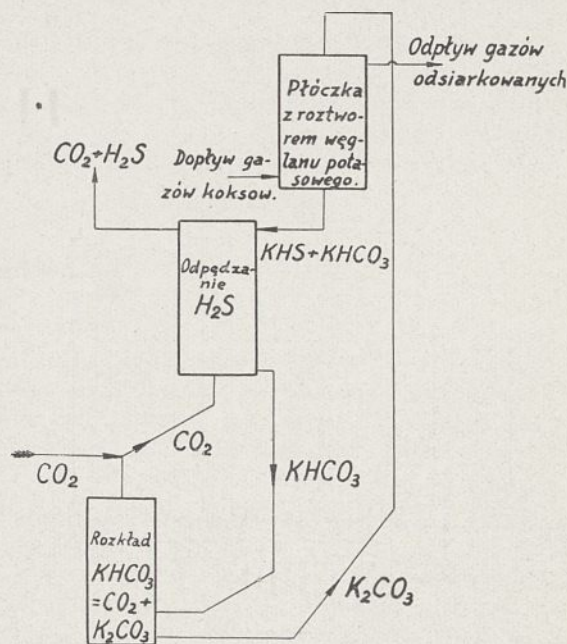 Odpływ gazów
odsiarkowanych
Płóczka
z roztwo-
rem węg-
lanu pota-
sowego.
Dopływ ga-
zów koksow.
CO₂+H₂S
KHS+KHCO₃
Odpędza-
nie
H₂S
CO₂
CO₂
KHCO₃
Rozkład
KHCO₃
=CO₂+
K₂CO₃
K₂CO₃